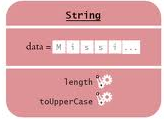 String
data = M i s s i ...
length
toUpperCase